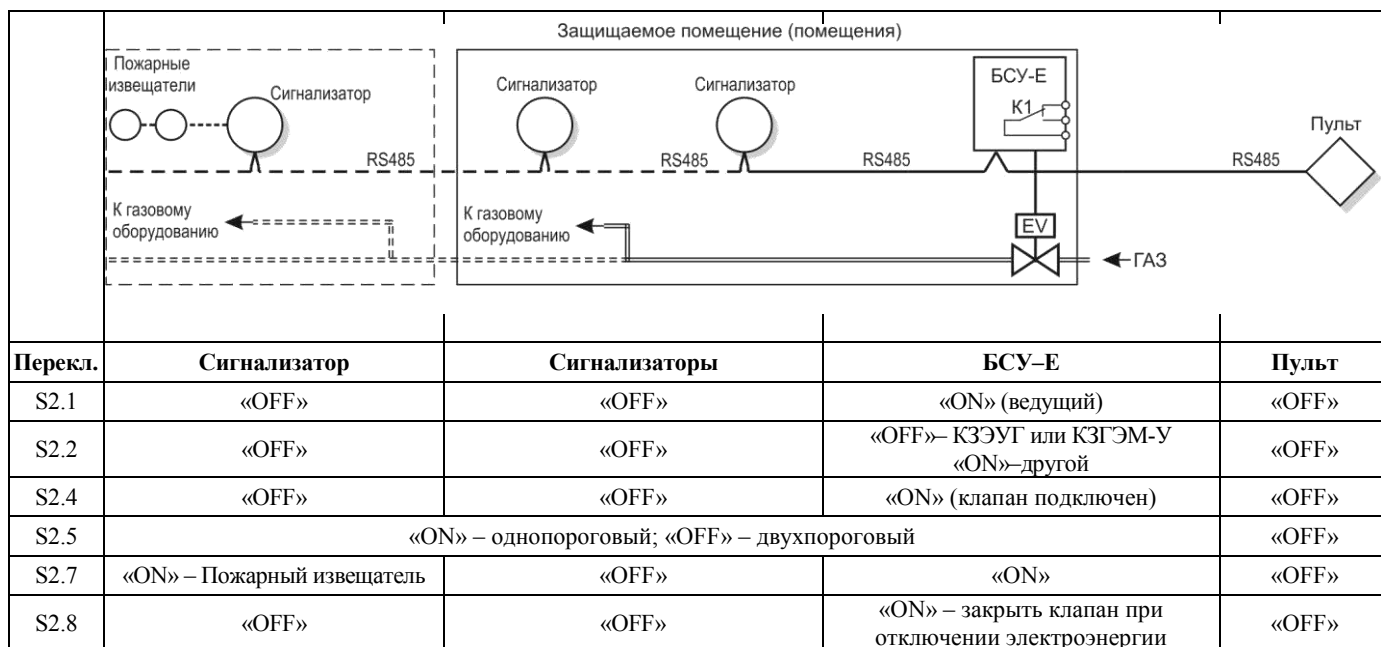 Защищаемое помещение (помещения)
Пожарные
извещатели
Сигнализатор
Сигнализатор
Сигнализатор
БСУ-Е
К1
Пульт
RS485
RS485
RS485
RS485
К газовому
оборудованию
К газовому
оборудованию
EV
ГАЗ
Перекл. Сигнализатор Сигнализаторы БСУ–Е Пульт
S2.1 «OFF» «OFF» «ON» (ведущий) «OFF»
S2.2 «OFF» «OFF» «OFF»– КЗЭУГ или КЗГЭМ-У «OFF»
«ON»–другой
S2.4 «OFF» «OFF» «ON» (клапан подключен) «OFF»
S2.5 «ON» – однопороговый; «OFF» – двухпороговый «OFF»
S2.7 «ON» – Пожарный извещатель «OFF» «ON» «OFF»
S2.8 «OFF» «OFF» «ON» – закрыть клапан при «OFF»
отключении электроэнергии